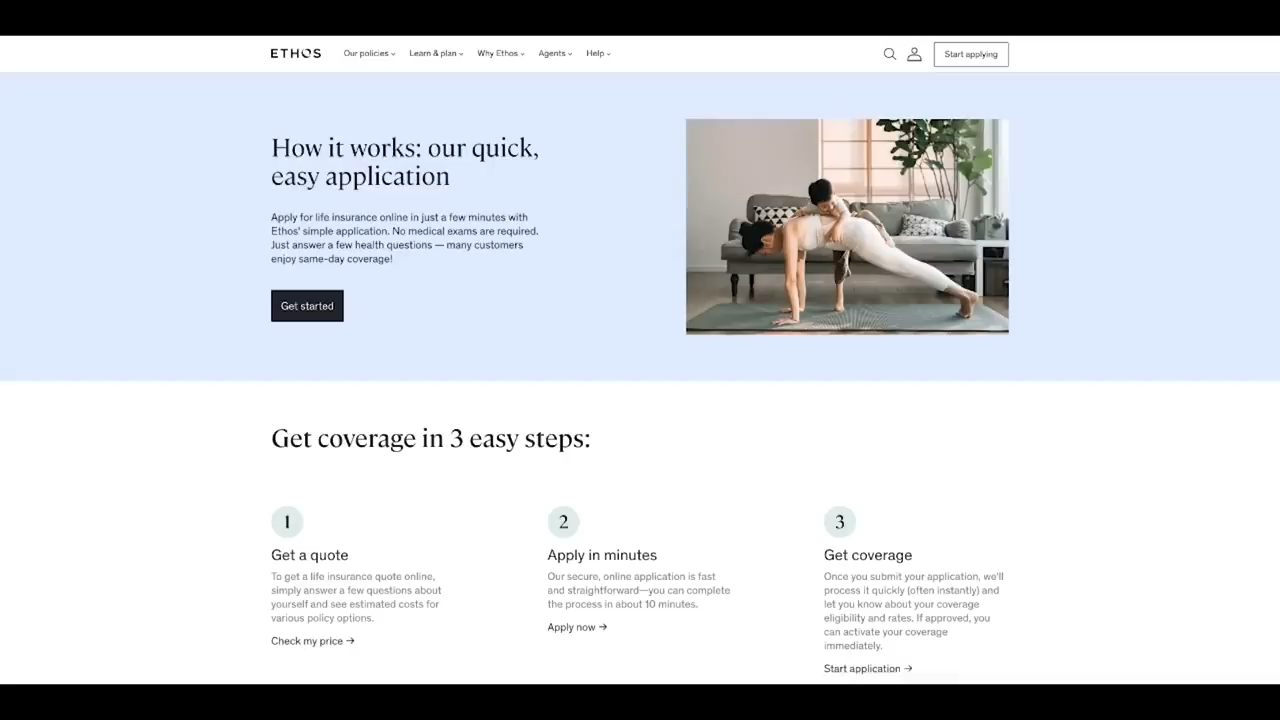 ETHOS Our policies Learn & plan Why Ethos Agents Help Start applying
How it works: our quick,
easy application
Apply for life insurance online in just a few minutes with
Ethos' simple application. No medical exams are required.
Just answer a few health questions — many customers
enjoy same-day coverage!
Get started
Get coverage in 3 easy steps:
1
Get a quote
To get a life insurance quote online,
simply answer a few questions about
yourself and see estimated costs for
various policy options.
Check my price →
2
Apply in minutes
Our secure, online application is fast
and straightforward—you can complete
the process in about 10 minutes.
Apply now →
3
Get coverage
Once you submit your application, we'll
process it quickly (often instantly) and
let you know about your coverage
eligibility and rates. If approved, you
can activate your coverage
immediately.
Start application →